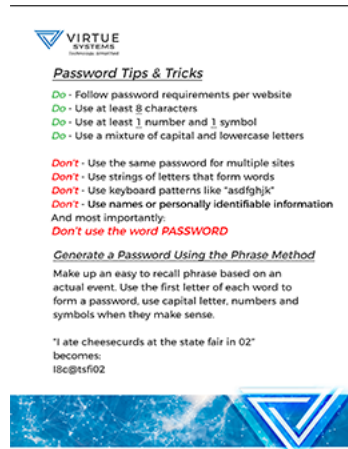 VIRTUE
SYSTEMS
Technology Simplified
Password Tips & Tricks
Do - Follow password requirements per website
Do - Use at least 8 characters
Do - Use at least 1 number and 1 symbol
Do - Use a mixture of capital and lowercase letters
Don't - Use the same password for multiple sites
Don't - Use strings of letters that form words
Don't - Use keyboard patterns like "asdfghjk"
Don't - Use names or personally identifiable information
And most importantly:
Don't use the word PASSWORD
Generate a Password Using the Phrase Method
Make up an easy to recall phrase based on an
actual event. Use the first letter of each word to
form a password, use capital letter, numbers and
symbols when they make sense.
"I ate cheesecurds at the state fair in 02"
becomes:
I8c@tsfi02